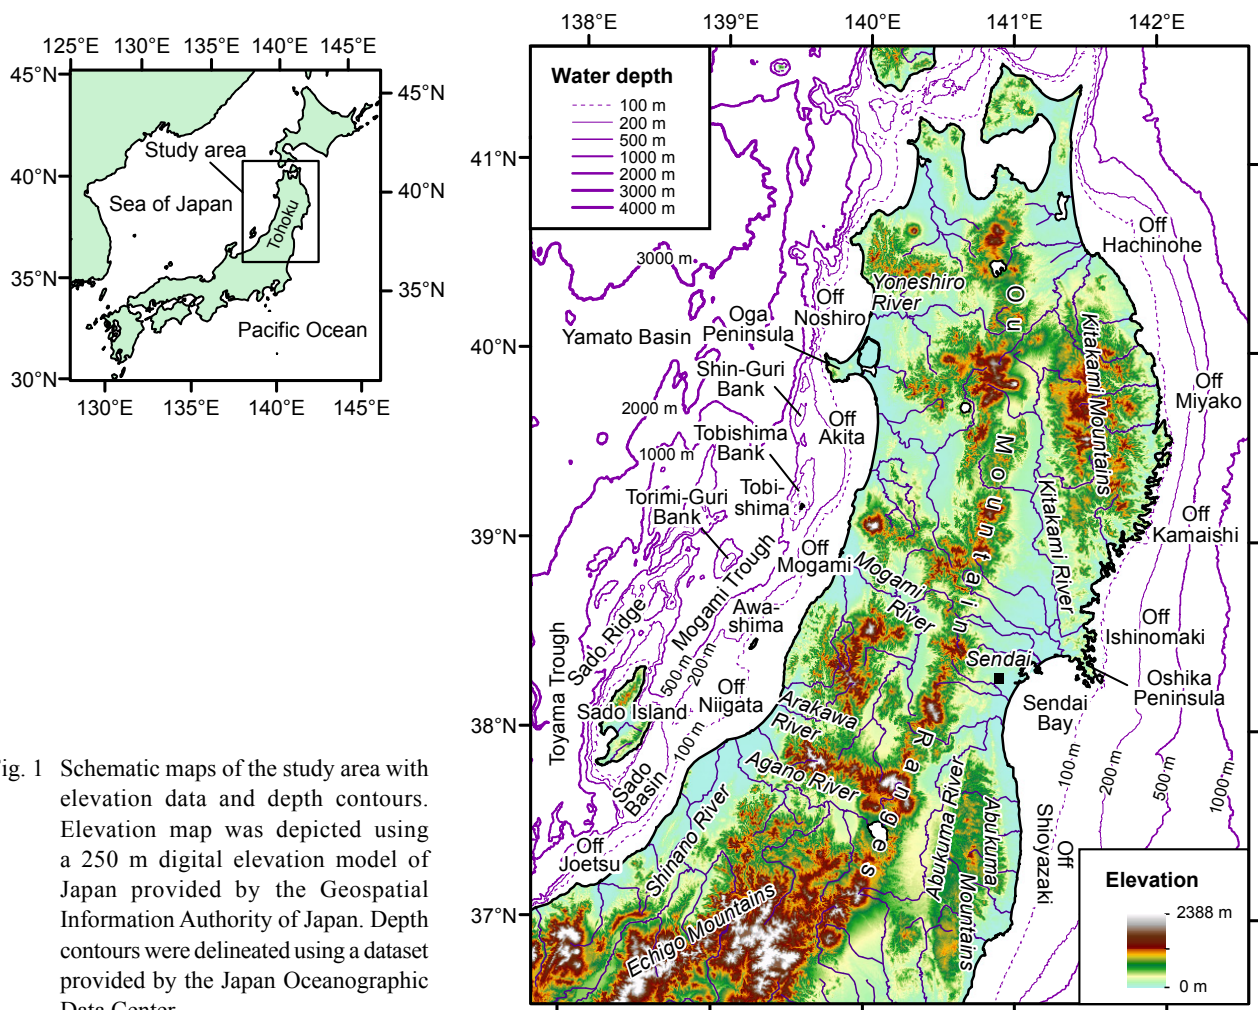 125°E 130°E 135°E 140°E 145°E
45°N
45°N
Study area
40°N
40°N
Sea of Japan
Tohoku
35°N
35°N
Pacific Ocean
30°N
130°E 135°E 140°E 145°E
138°E 139°E 140°E 141°E 142°E
Water depth
100 m
200 m
500 m
1000 m
2000 m
3000 m
4000 m
41°N
Off
Hachinohe
3000 m
Yoneshiro
River
Off
Noshiro
Oga
Peninsula
Yamato Basin
40°N
Shin-Guri
Bank
Off
Miyako
2000 m
Off
Akita
Tobishima
Bank
1000 m
Tobi-
shima
Torimi-Guri
Bank
Kitakami Mountains
Kitakami River
Off
Kamaishi
39°N
Off
Mogami
Mogami
River
Mogami Trough
Awa-
shima
Sado Ridge
Toyama Trough
Off
Ishinomaki
Sendai
Oshika
Peninsula
500 m
200 m
Off
Niigata
Sado Island
Arakawa
River
Sendai
Bay
38°N
100 m
Sado
Basin
Agano River
Ou Mountain Ranges
100 m
200 m
500 m
1000 m
Shinano River
Abukuma River
Abukuma
Mountains
Off
Shioyazaki
Off
Joetsu
37°N
Echigo Mountains
Elevation
2388 m
0 m
ig. 1 Schematic maps of the study area with
elevation data and depth contours.
Elevation map was depicted using
a 250 m digital elevation model of
Japan provided by the Geospatial
Information Authority of Japan. Depth
contours were delineated using a dataset
provided by the Japan Oceanographic
Data Center